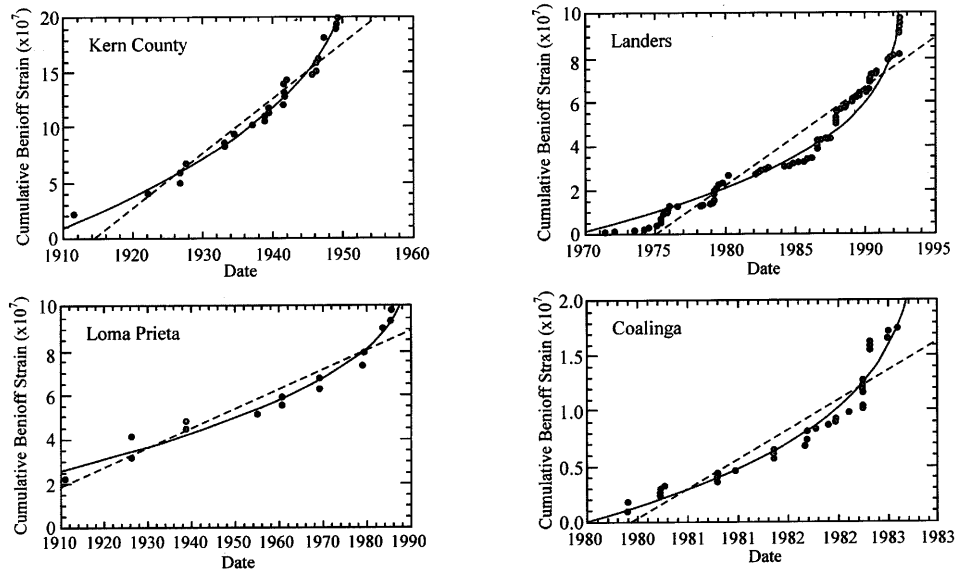 Kern County
Cumulative Benioff Strain (x10⁷)
20
15
10
5
0
1910 1920 1930 1940 1950 1960
Date
Landers
Cumulative Benioff Strain (x10⁷)
10
8
6
4
2
0
1970 1975 1980 1985 1990 1995
Date
Loma Prieta
Cumulative Benioff Strain (x10⁷)
10
8
6
4
2
0
1910 1920 1930 1940 1950 1960 1970 1980 1990
Date
Coalinga
Cumulative Benioff Strain (x10⁷)
2.0
1.5
1.0
0.5
0.0
1980 1980 1981 1981 1982 1982 1983 1983
Date